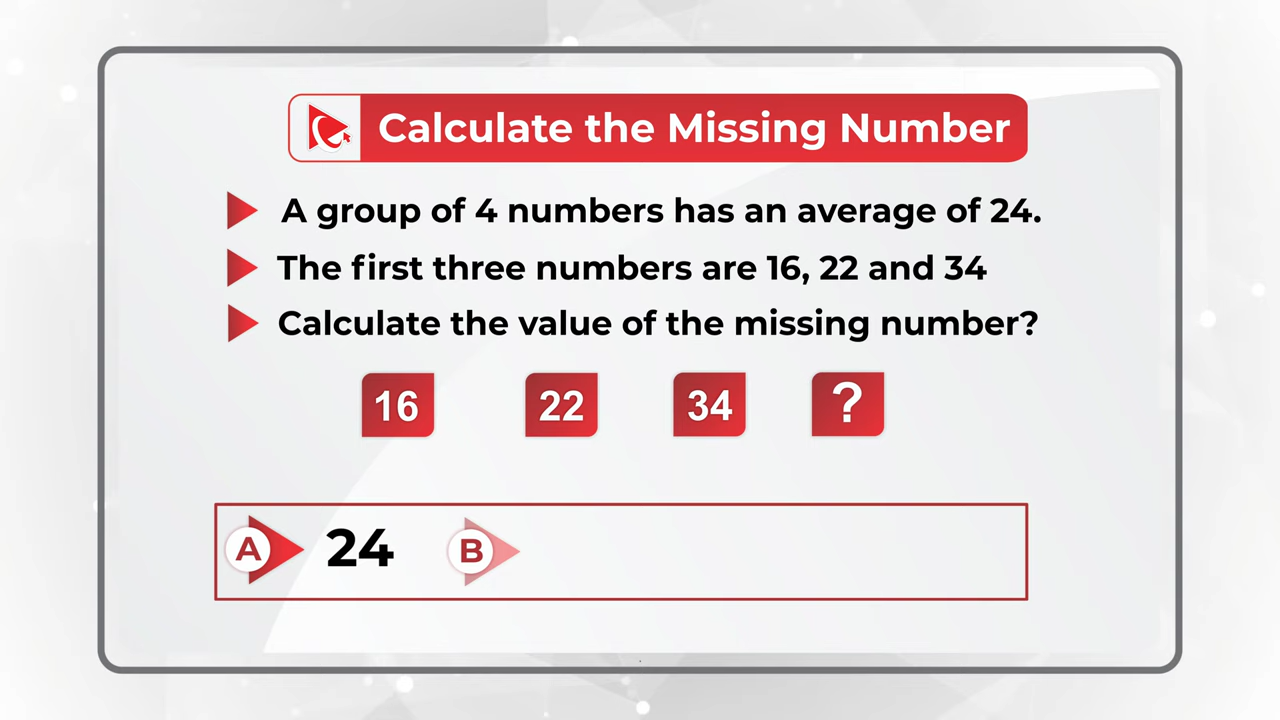 Calculate the Missing Number
A group of 4 numbers has an average of 24.
The first three numbers are 16, 22 and 34
Calculate the value of the missing number?
16 22 34 ?
A 24 B